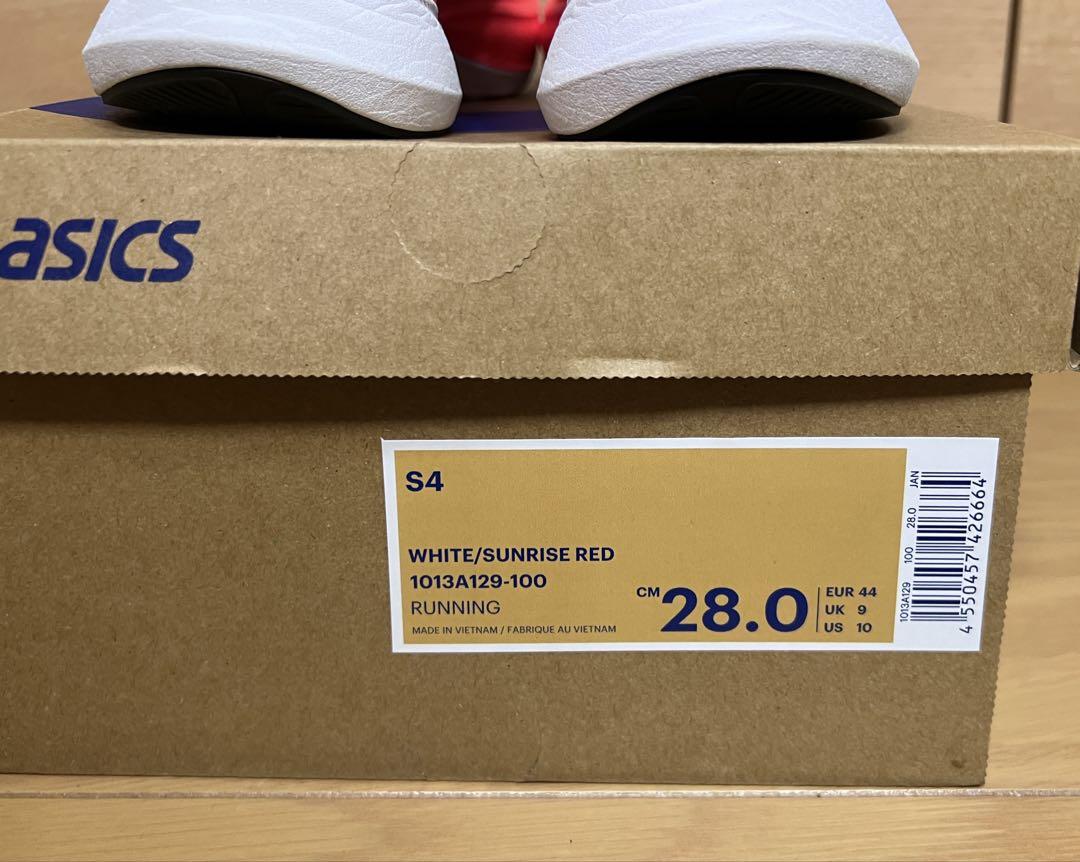 asics
S4
WHITE/SUNRISE RED
1013A129-100
RUNNING
MADE IN VIETNAM / FABRIQUE AU VIETNAM
CM 28.0
EUR 44
UK 9
US 10
1013A129 100 28.0 JAN
4 550457 426664